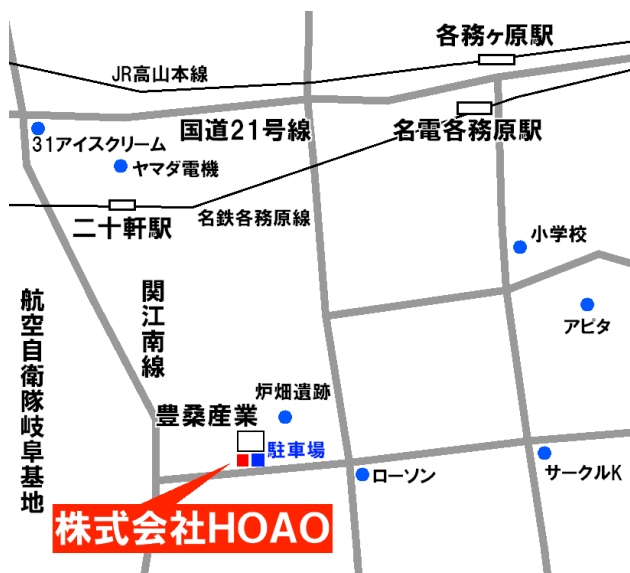 各務ヶ原駅
JR高山本線
国道21号線
名電各務原駅
31アイスクリーム
ヤマダ電機
名鉄各務原線
二十軒駅
小学校
関江南線
航空自衛隊岐阜基地
アピタ
炉畑遺跡
豊桑産業
駐車場
ローソン
サークルK
株式会社HOAO